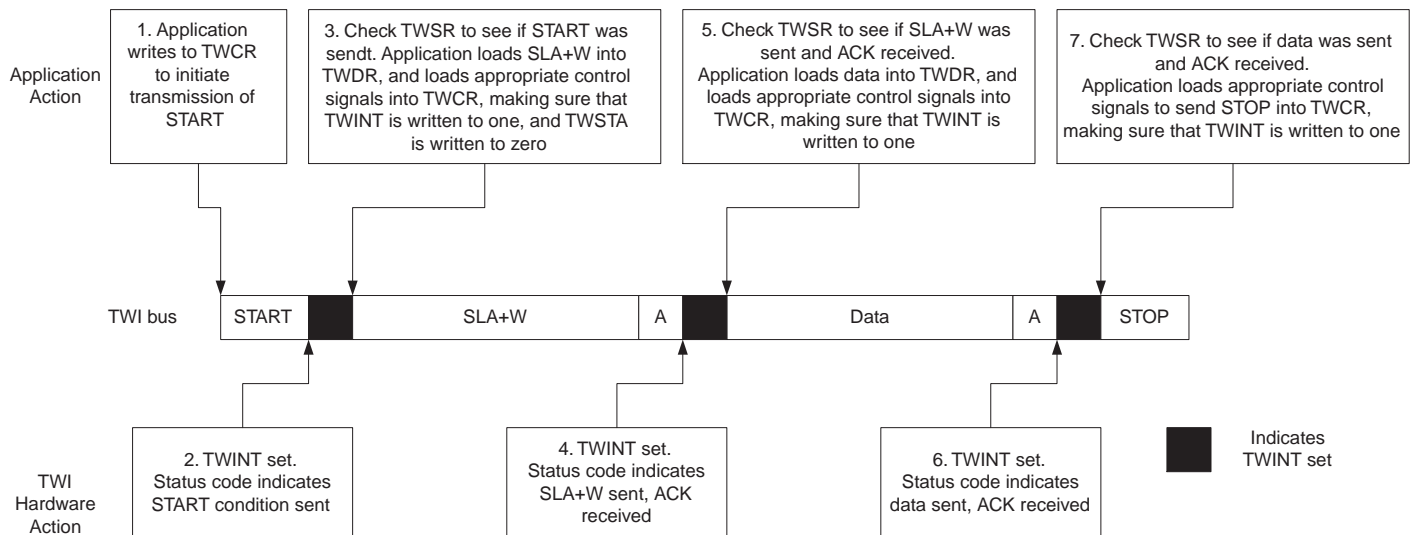 Application
Action
1. Application
writes to TWCR
to initiate
transmission of
START
3. Check TWSR to see if START was
sendt. Application loads SLA+W into
TWDR, and loads appropriate control
signals into TWCR, making sure that
TWINT is written to one, and TWSTA
is written to zero
5. Check TWSR to see if SLA+W was
sent and ACK received.
Application loads data into TWDR, and
loads appropriate control signals into
TWCR, making sure that TWINT is
written to one
7. Check TWSR to see if data was sent
and ACK received.
Application loads appropriate control
signals to send STOP into TWCR,
making sure that TWINT is written to one
TWI bus
START
SLA+W
A
Data
A
STOP
TWI
Hardware
Action
2. TWINT set.
Status code indicates
START condition sent
4. TWINT set.
Status code indicates
SLA+W sent, ACK
received
6. TWINT set.
Status code indicates
data sent, ACK received
Indicates
TWINT set